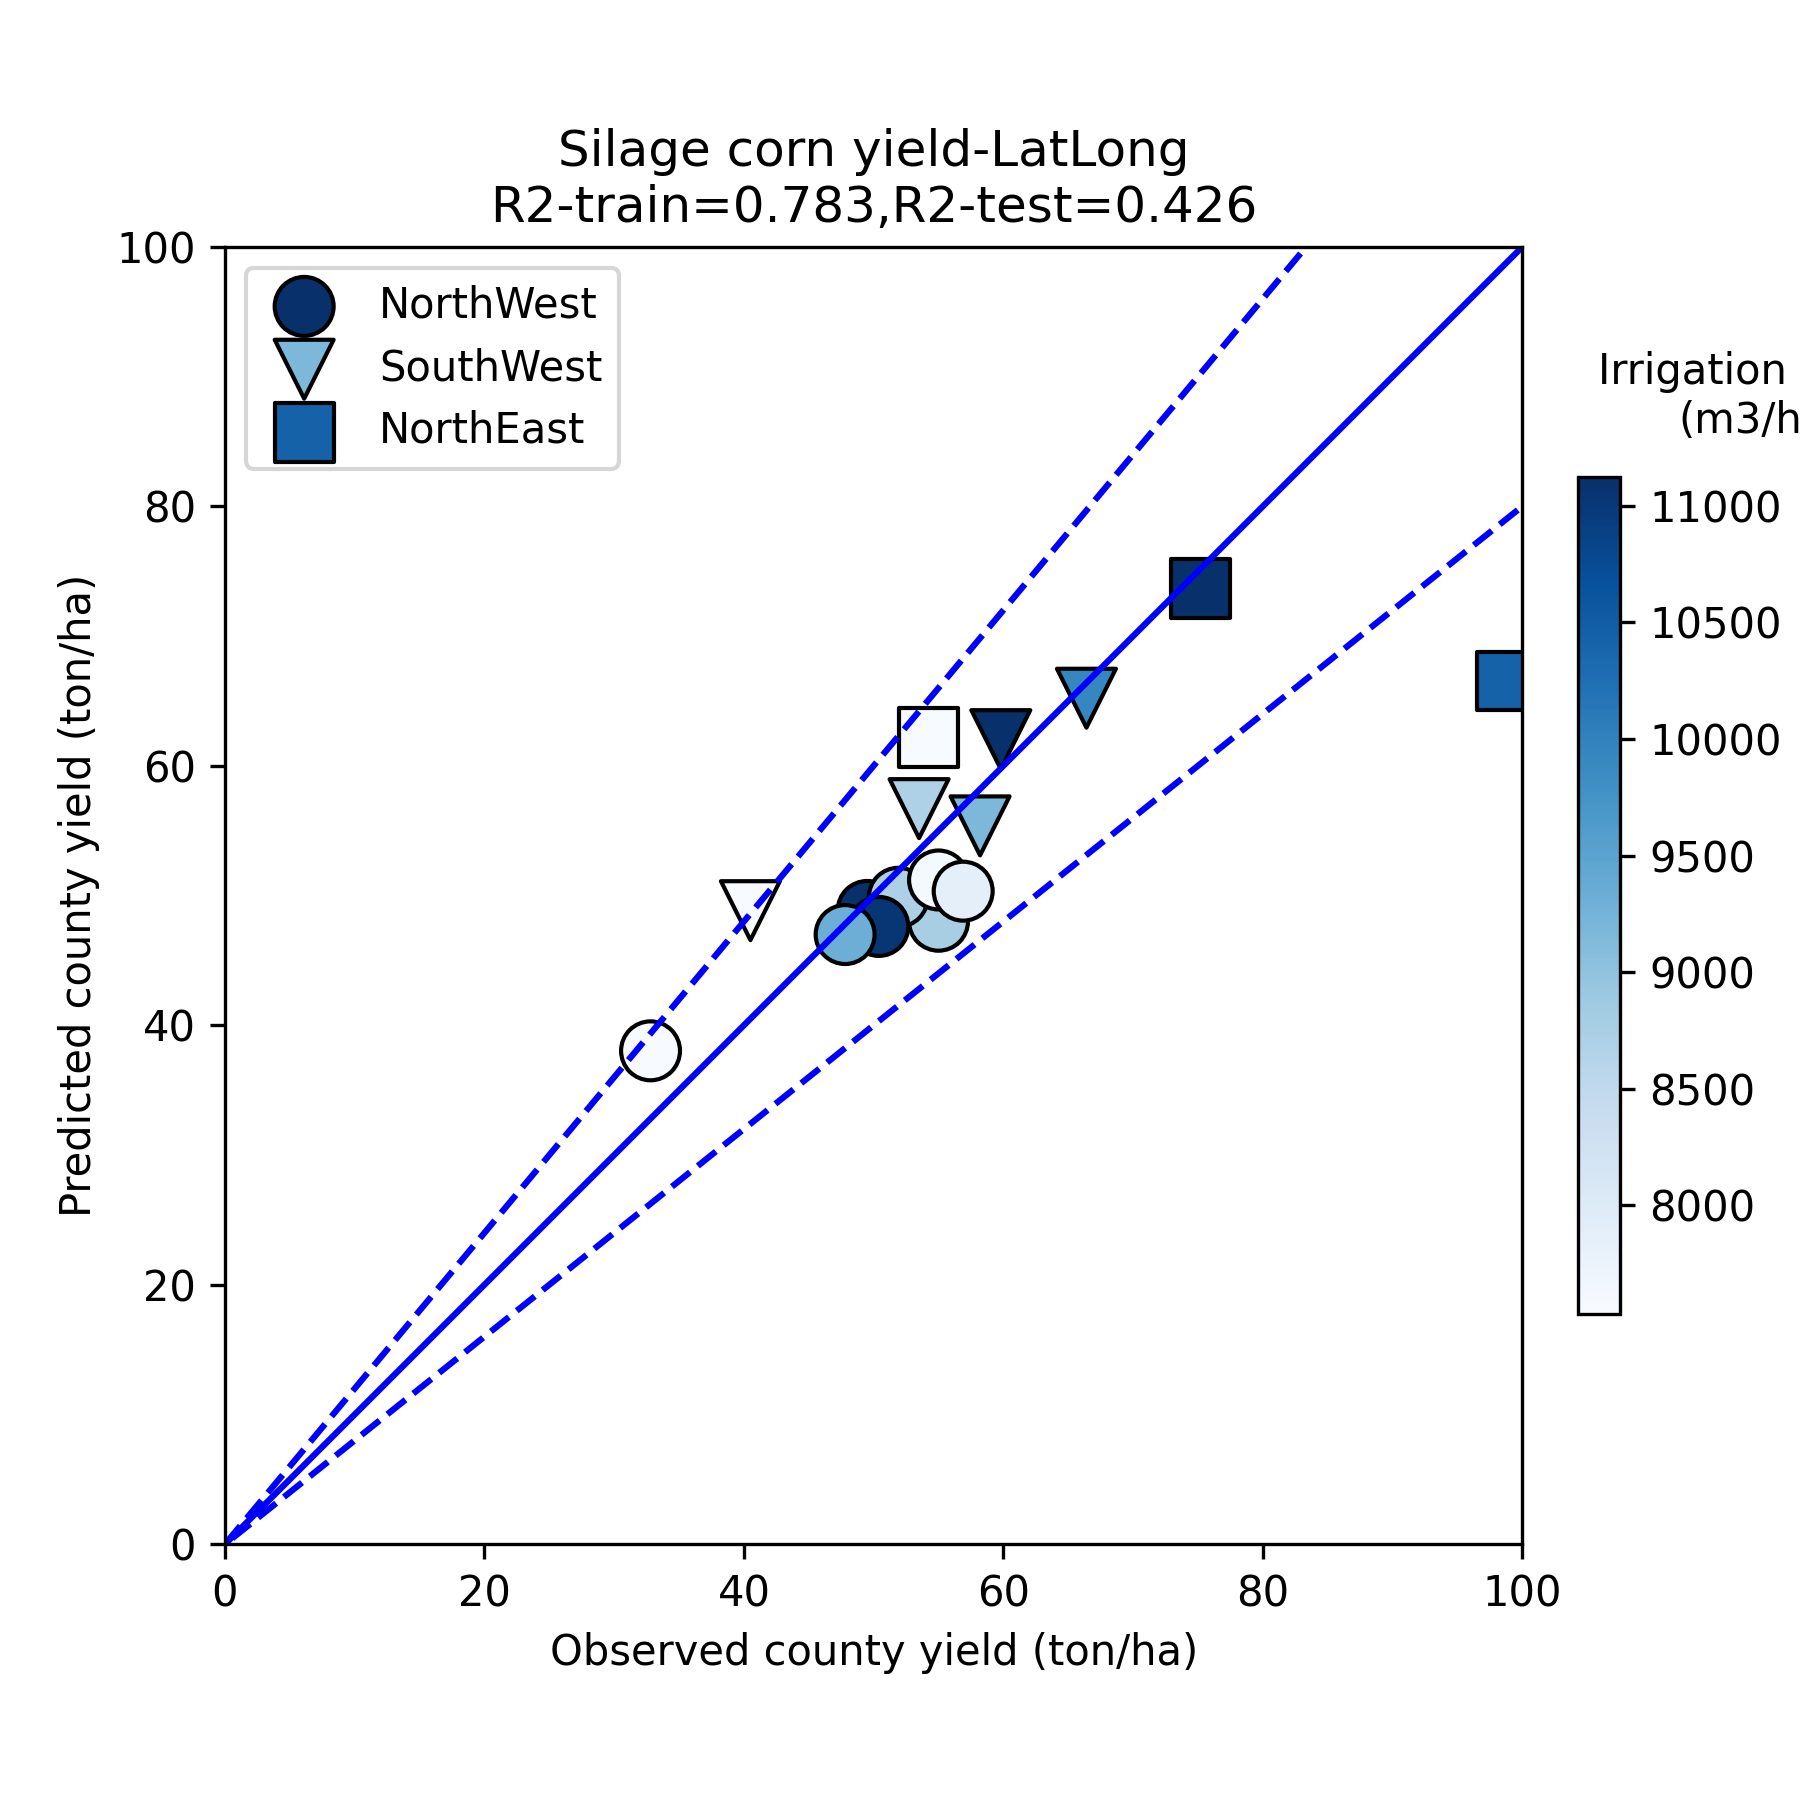 Silage corn yield-LatLong
R2-train=0.783,R2-test=0.426
100
80
60
40
20
0
Predicted county yield (ton/ha)
NorthWest
SouthWest
NorthEast
0 20 40 60 80 100
Observed county yield (ton/ha)
Irrigation
(m3/h
11000
10500
10000
9500
9000
8500
8000